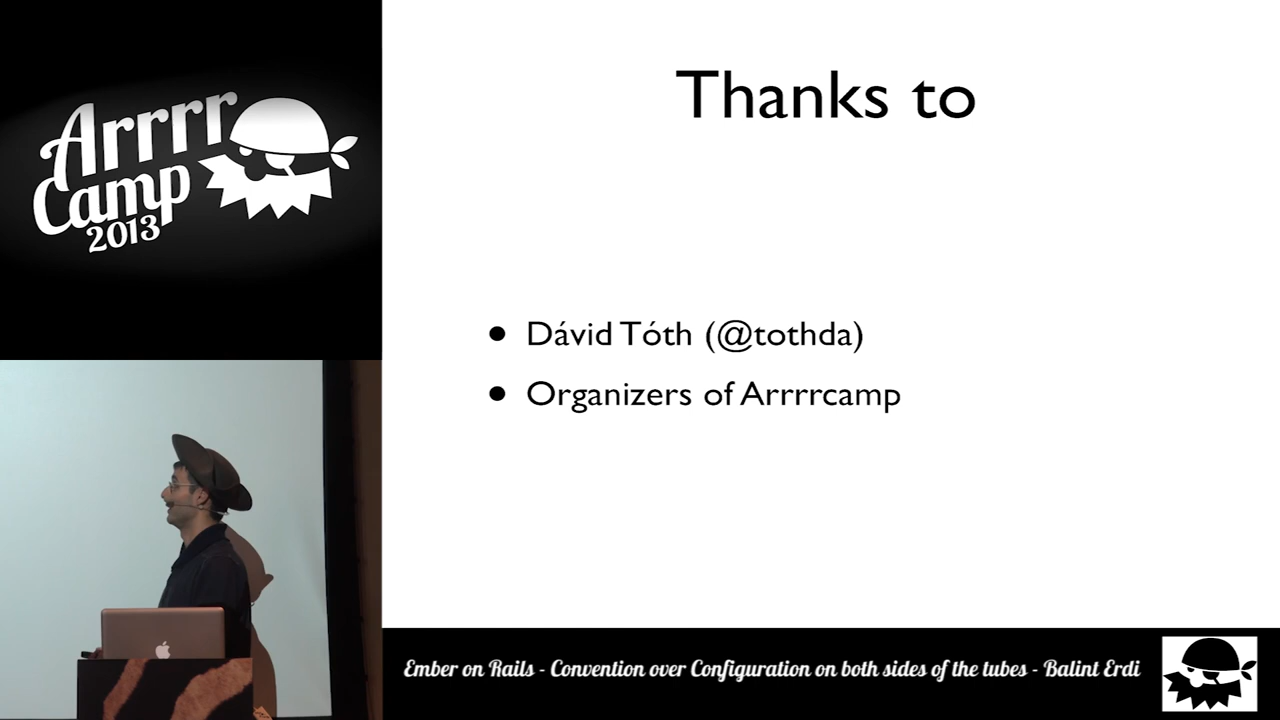 Arrrr
Camp
2013
Thanks to
• Dávid Tóth (@tothda)
• Organizers of Arrrrcamp
Ember on Rails - Convention over Configuration on both sides of the tubes - Balint Erdi